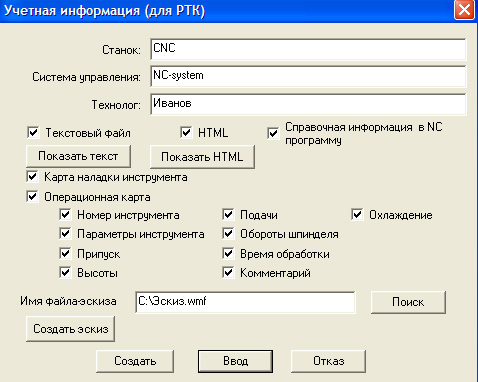 Учетная информация (для РТК)
Станок: CNC
Система управления: NC-system
Технолог: Иванов
Текстовый файл HTML Справочная информация в NC
программу
Показать текст Показать HTML
Карта наладки инструмента
Операционная карта
Номер инструмента Подачи Охлаждение
Параметры инструмента Обороты шпинделя
Припуск Время обработки
Высоты Комментарий
Имя файла-эскиза C:\Эскиз.wmf Поиск
Создать эскиз
Создать Ввод Отказ